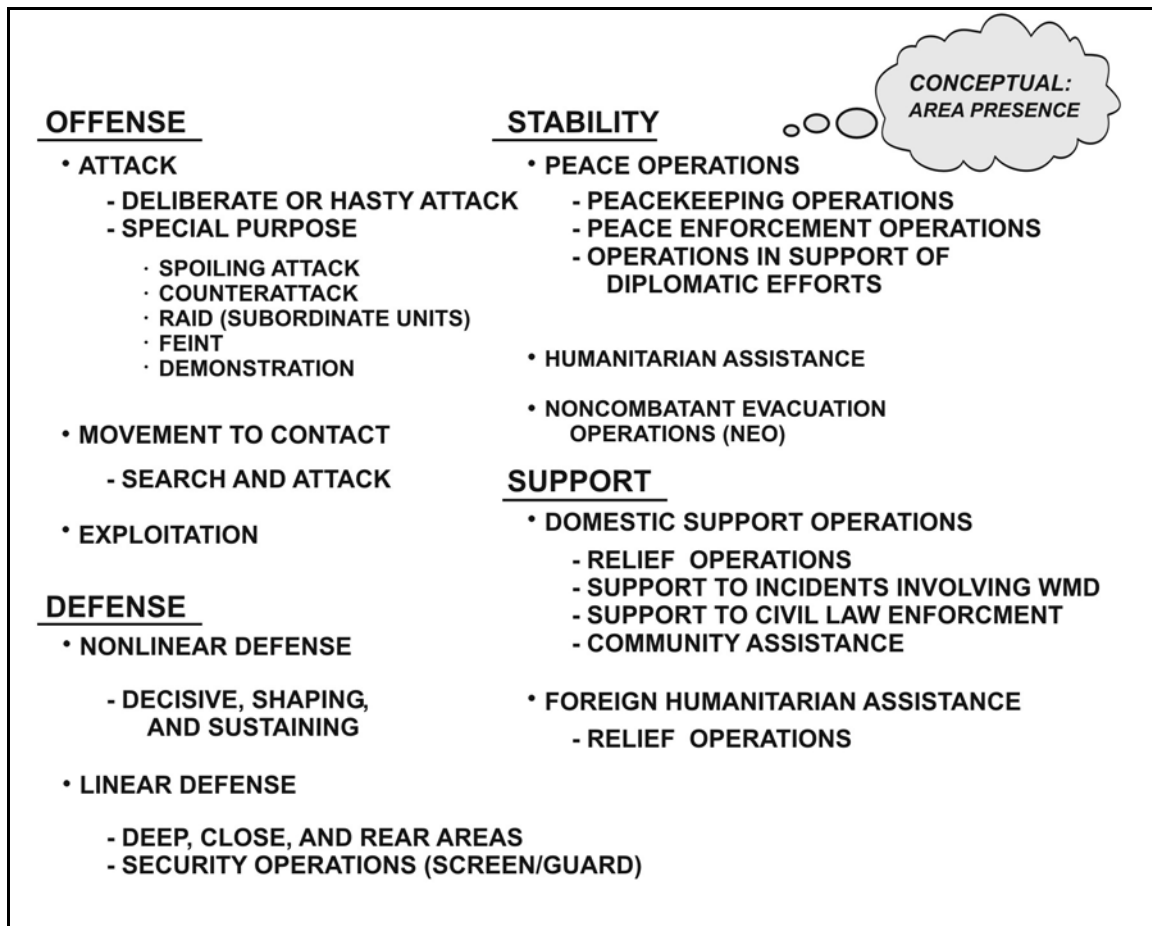 CONCEPTUAL:
AREA PRESENCE
OFFENSE
• ATTACK
- DELIBERATE OR HASTY ATTACK
- SPECIAL PURPOSE
· SPOILING ATTACK
· COUNTERATTACK
· RAID (SUBORDINATE UNITS)
· FEINT
· DEMONSTRATION
• MOVEMENT TO CONTACT
- SEARCH AND ATTACK
• EXPLOITATION
DEFENSE
• NONLINEAR DEFENSE
- DECISIVE, SHAPING,
AND SUSTAINING
• LINEAR DEFENSE
- DEEP, CLOSE, AND REAR AREAS
- SECURITY OPERATIONS (SCREEN/GUARD)
STABILITY
• PEACE OPERATIONS
- PEACEKEEPING OPERATIONS
- PEACE ENFORCEMENT OPERATIONS
- OPERATIONS IN SUPPORT OF
DIPLOMATIC EFFORTS
• HUMANITARIAN ASSISTANCE
• NONCOMBATANT EVACUATION
OPERATIONS (NEO)
SUPPORT
• DOMESTIC SUPPORT OPERATIONS
- RELIEF OPERATIONS
- SUPPORT TO INCIDENTS INVOLVING WMD
- SUPPORT TO CIVIL LAW ENFORCMENT
- COMMUNITY ASSISTANCE
• FOREIGN HUMANITARIAN ASSISTANCE
- RELIEF OPERATIONS